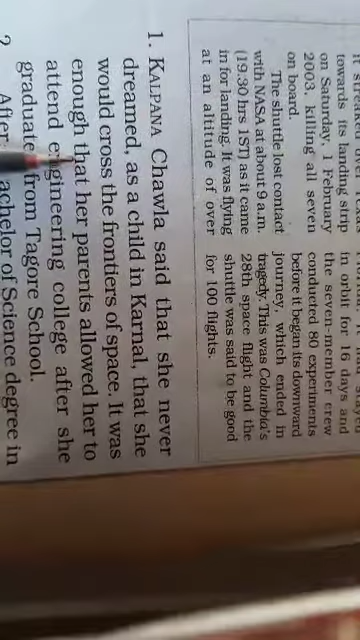 towards its landing strip
on Saturday, 1 February
2003, killing all seven
on board.
The shuttle lost contact
with NASA at about 9 a.m.
(19.30 hrs 1ST) as it came
in for landing. It was flying
at an altitude of over
in orbit for 16 days and
the seven-member crew
conducted 80 experiments
before it began its downward
journey, which ended in
tragedy. This was Columbia's
28th space flight and the
shuttle was said to be good
for 100 flights.
1. KALPANA Chawla said that she never
dreamed, as a child in Karnal, that she
would cross the frontiers of space. It was
enough that her parents allowed her to
attend engineering college after she
graduated from Tagore School.
2. After achelor of Science degree in